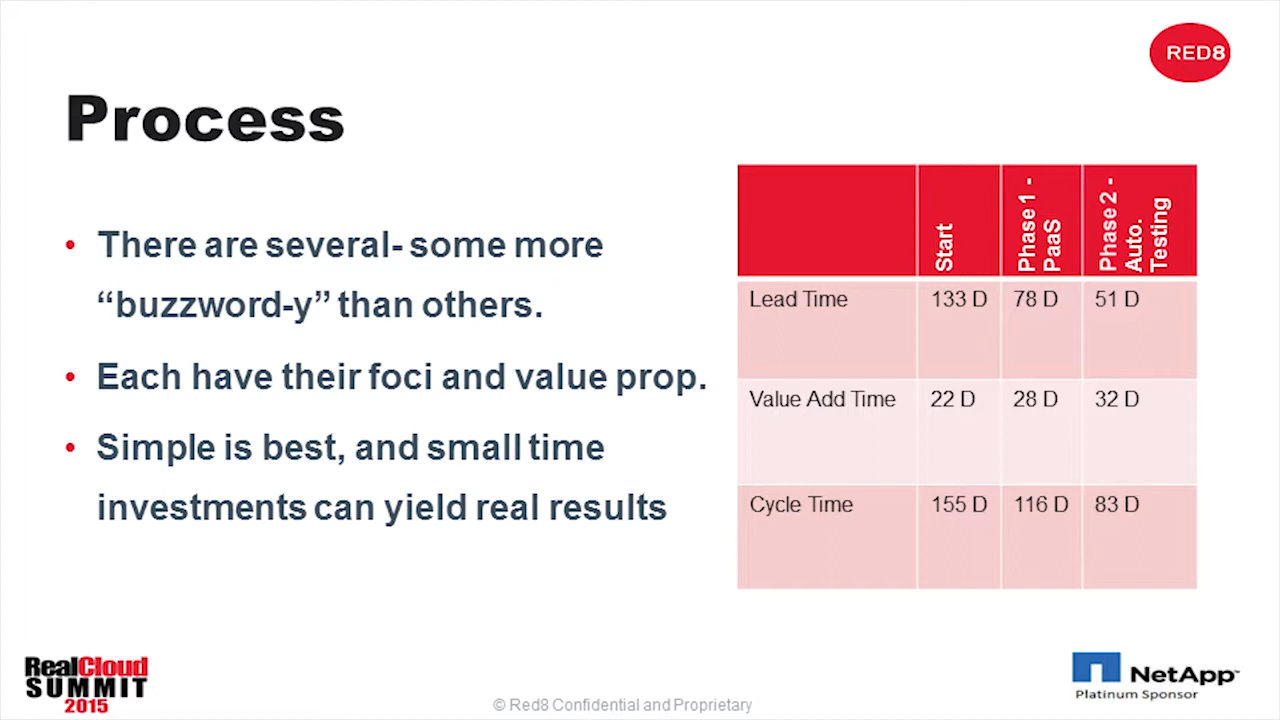 RED8
Process
• There are several- some more
“buzzword-y” than others.
• Each have their foci and value prop.
• Simple is best, and small time
investments can yield real results
Start
Phase 1 -
PaaS
Phase 2 -
Auto.
Testing
Lead Time 133 D 78 D 51 D
Value Add Time 22 D 28 D 32 D
Cycle Time 155 D 116 D 83 D
RealCloud
SUMMIT
2015
© Red8 Confidential and Proprietary
NetApp™
Platinum Sponsor